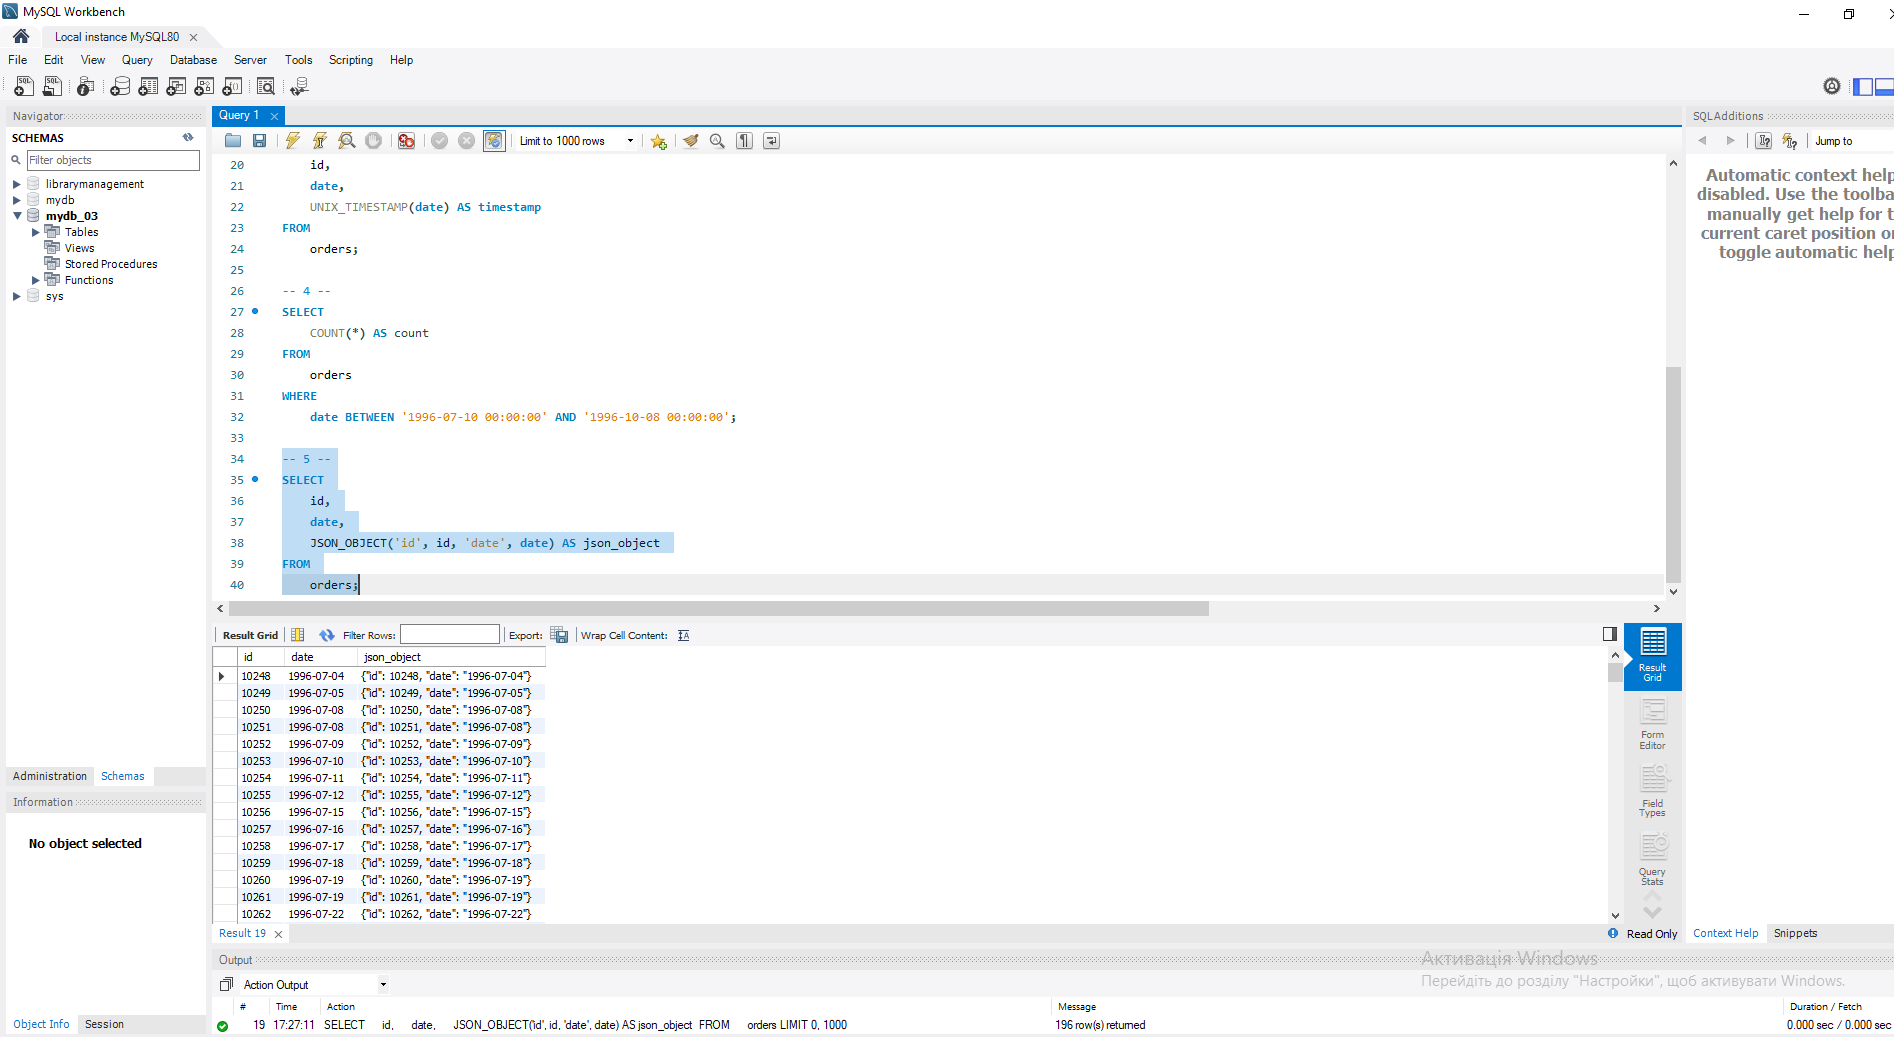 MySQL Workbench
Local instance MySQL80
File Edit View Query Database Server Tools Scripting Help
Navigator
SCHEMAS
Filter objects
librarymanagement
mydb
mydb_03
Tables
Views
Stored Procedures
Functions
sys
Administration Schemas
Information
No object selected
Object Info Session
Query 1
Limit to 1000 rows
20 id,
21 date,
22 UNIX_TIMESTAMP(date) AS timestamp
23 FROM
24 orders;
25
26 -- 4 --
27 SELECT
28 COUNT(*) AS count
29 FROM
30 orders
31 WHERE
32 date BETWEEN '1996-07-10 00:00:00' AND '1996-10-08 00:00:00';
33
34 -- 5 --
35 SELECT
36 id,
37 date,
38 JSON_OBJECT('id', id, 'date', date) AS json_object
39 FROM
40 orders;
Result Grid Filter Rows: Export: Wrap Cell Content:
id date json_object
10248 1996-07-04 {"id": 10248, "date": "1996-07-04"}
10249 1996-07-05 {"id": 10249, "date": "1996-07-05"}
10250 1996-07-08 {"id": 10250, "date": "1996-07-08"}
10251 1996-07-08 {"id": 10251, "date": "1996-07-08"}
10252 1996-07-09 {"id": 10252, "date": "1996-07-09"}
10253 1996-07-10 {"id": 10253, "date": "1996-07-10"}
10254 1996-07-11 {"id": 10254, "date": "1996-07-11"}
10255 1996-07-12 {"id": 10255, "date": "1996-07-12"}
10256 1996-07-15 {"id": 10256, "date": "1996-07-15"}
10257 1996-07-16 {"id": 10257, "date": "1996-07-16"}
10258 1996-07-17 {"id": 10258, "date": "1996-07-17"}
10259 1996-07-18 {"id": 10259, "date": "1996-07-18"}
10260 1996-07-19 {"id": 10260, "date": "1996-07-19"}
10261 1996-07-19 {"id": 10261, "date": "1996-07-19"}
10262 1996-07-22 {"id": 10262, "date": "1996-07-22"}
Result
Grid
Form
Editor
Field
Types
Query
Stats
Result 19
Read Only
SQLAdditions
Jump to
Automatic context help
disabled. Use the toolba
manually get help for t
current caret position or
toggle automatic help
Context Help Snippets
Output
Action Output
# Time Action Message Duration / Fetch
19 17:27:11 SELECT id, date, JSON_OBJECT('id', id, 'date', date) AS json_object FROM orders LIMIT 0, 1000 196 row(s) returned 0.000 sec / 0.000 sec
Активація Windows
Перейдіть до розділу "Настройки", щоб активувати Windows.